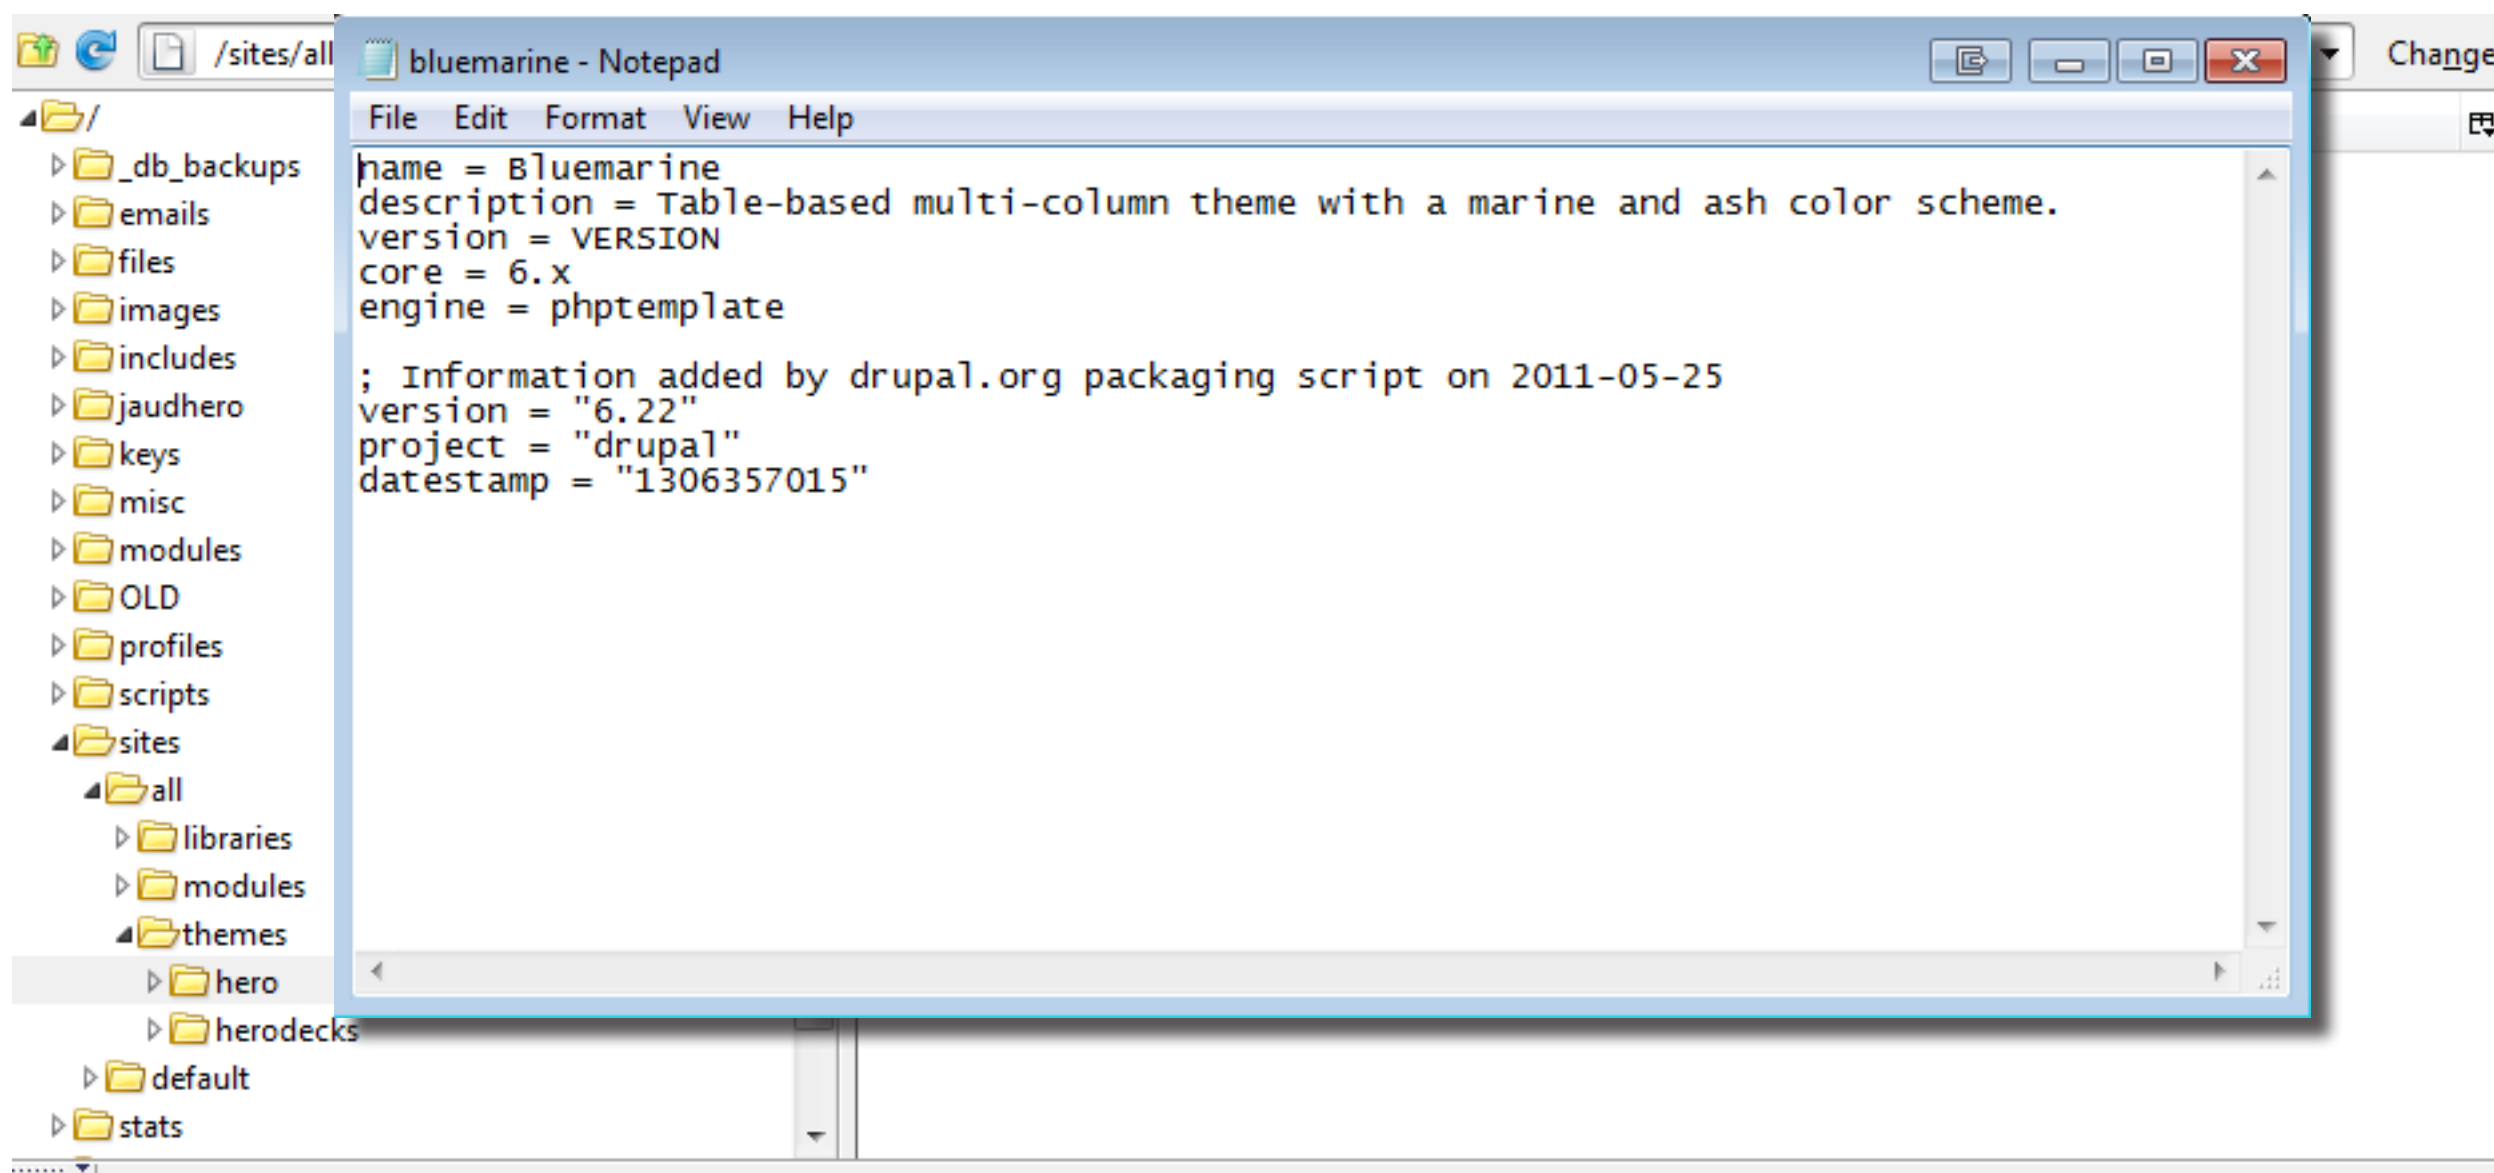 /sites/all
Change
bluemarine - Notepad
File Edit Format View Help
name = Bluemarine
description = Table-based multi-column theme with a marine and ash color scheme.
version = VERSION
core = 6.x
engine = phptemplate
; Information added by drupal.org packaging script on 2011-05-25
version = "6.22"
project = "drupal"
datestamp = "1306357015"
/
_db_backups
emails
files
images
includes
jaudhero
keys
misc
modules
OLD
profiles
scripts
sites
all
libraries
modules
themes
hero
herodecks
default
stats